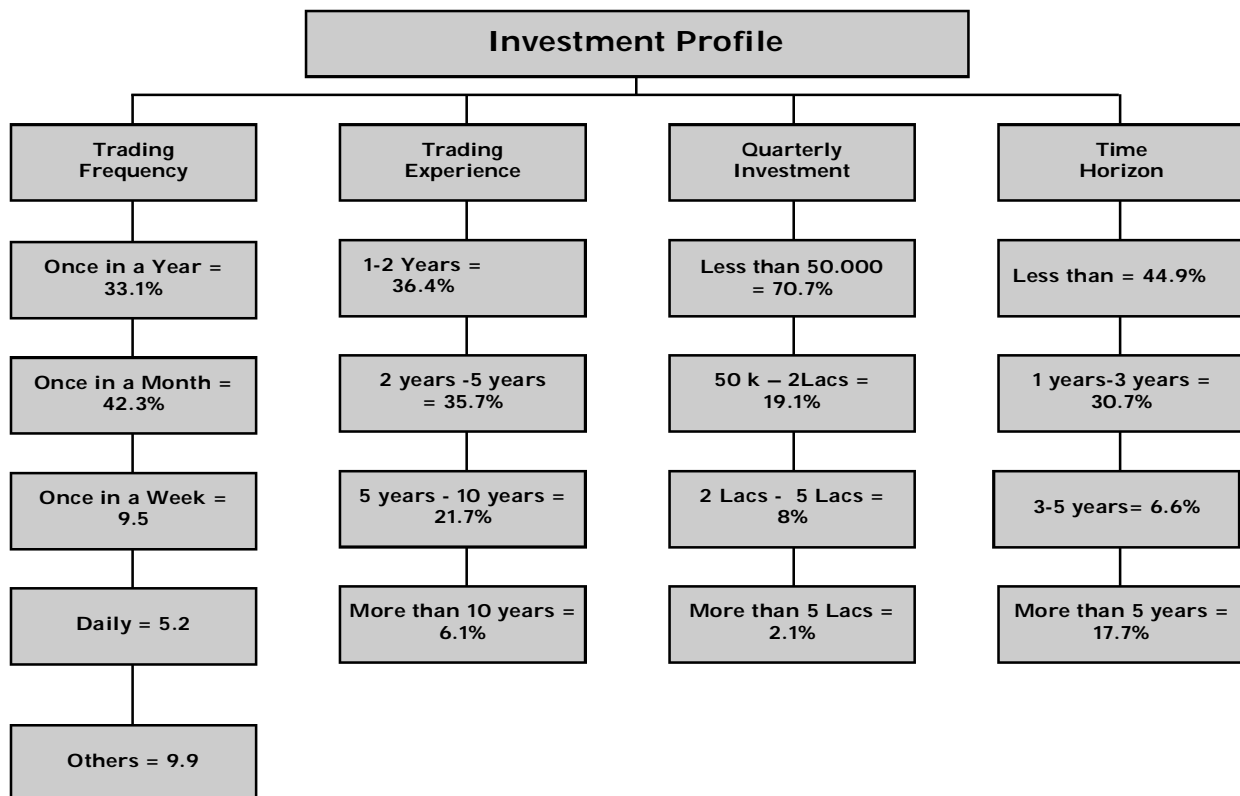 Investment Profile
Trading
Frequency
Once in a Year =
33.1%
Once in a Month =
42.3%
Once in a Week =
9.5
Daily = 5.2
Others = 9.9
Trading
Experience
1-2 Years =
36.4%
2 years -5 years
= 35.7%
5 years - 10 years =
21.7%
More than 10 years =
6.1%
Quarterly
Investment
Less than 50.000
= 70.7%
50 k – 2Lacs =
19.1%
2 Lacs -  5 Lacs =
8%
More than 5 Lacs =
2.1%
Time
Horizon
Less than = 44.9%
1 years-3 years =
30.7%
3-5 years= 6.6%
More than 5 years =
17.7%